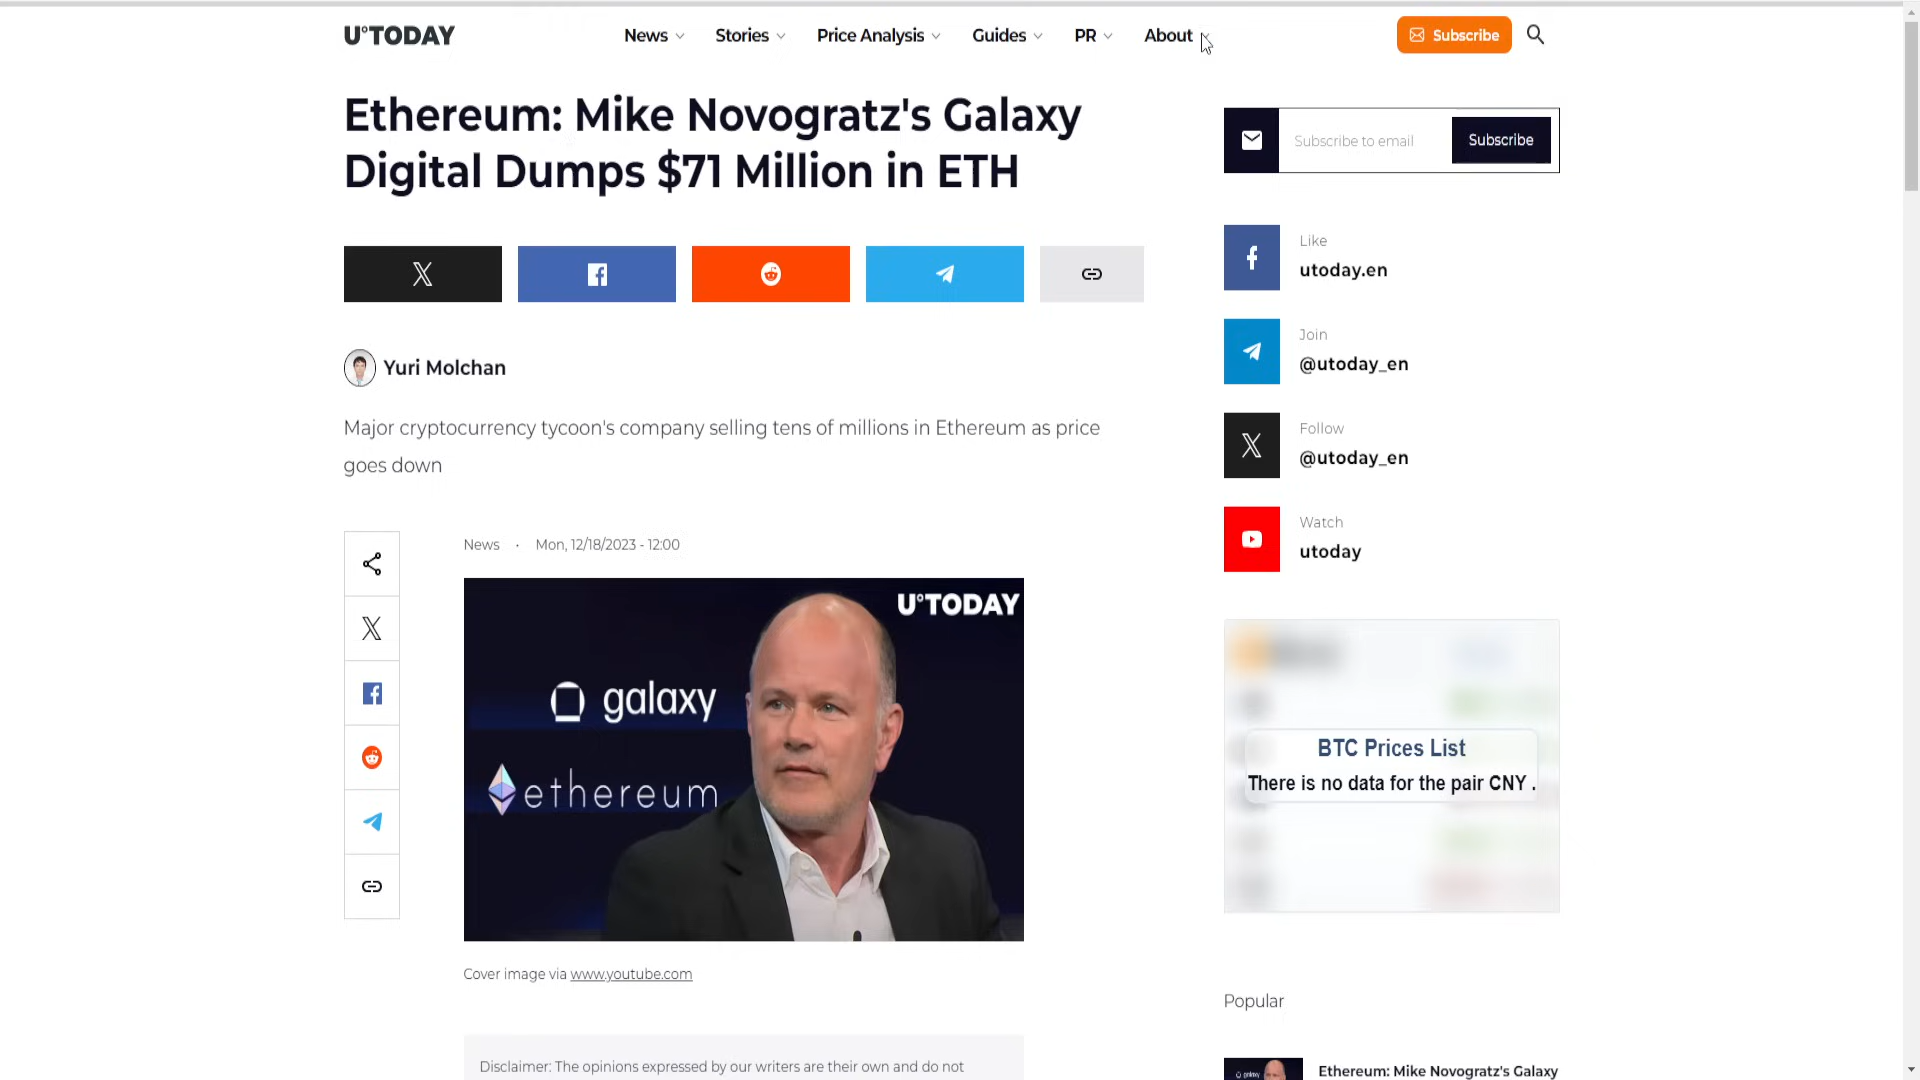 U°TODAY
News
Stories
Price Analysis
Guides
PR
About
Subscribe
Ethereum: Mike Novogratz's Galaxy
Digital Dumps $71 Million in ETH
Yuri Molchan
Major cryptocurrency tycoon's company selling tens of millions in Ethereum as price
goes down
News · Mon, 12/18/2023 - 12:00
U°TODAY
galaxy
ethereum
Cover image via www.youtube.com
Disclaimer: The opinions expressed by our writers are their own and do not
Subscribe to email
Subscribe
Like
utoday.en
Join
@utoday_en
Follow
@utoday_en
Watch
utoday
BTC Prices List
There is no data for the pair CNY .
Popular
galaxy
Ethereum: Mike Novogratz's Galaxy